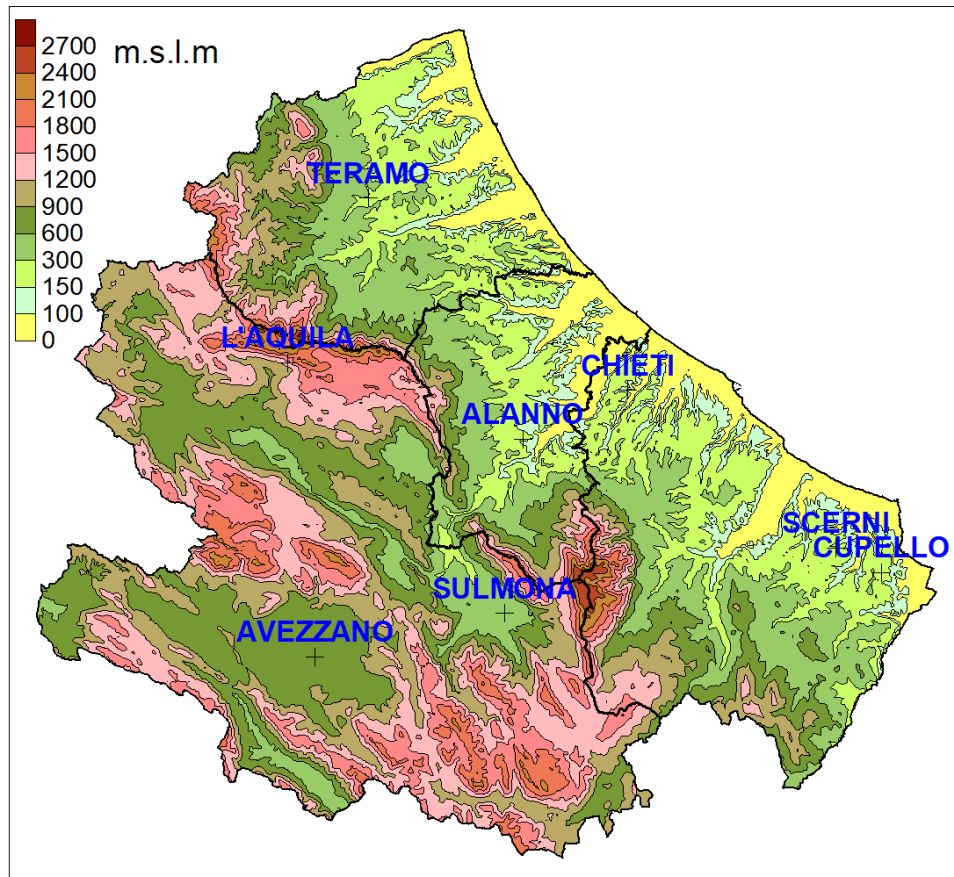 m.s.l.m
2700
2400
2100
1800
1500
1200
900
600
300
150
100
0
TERAMO
L'AQUILA
CHIETI
ALANNO
SCERNI
CUPELLO
SULMONA
AVEZZANO